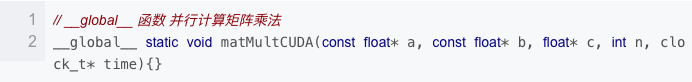 1 // __global__ 函数 并行计算矩阵乘法
2 __global__ static void matMultCUDA(const float* a, const float* b, float* c, int n, clo
ck_t* time){}